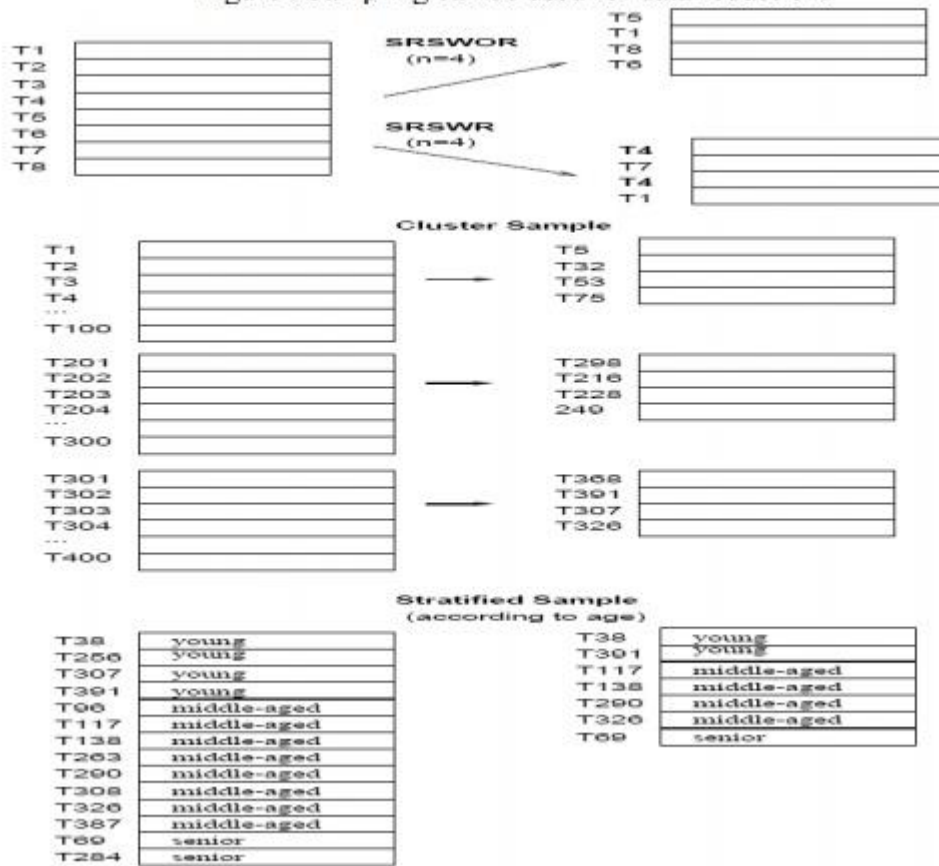 T1
T2
T3
T4
T5
T6
T7
T8
SRSWOR
(n=4)
SRSWR
(n=4)
T5
T1
T8
T6
T4
T7
T4
T1
Cluster Sample
T1
T2
T3
T4
...
T100
T5
T32
T53
T75
T201
T202
T203
T204
...
T300
T298
T216
T228
249
T301
T302
T303
T304
...
T400
T368
T391
T307
T326
Stratified Sample
(according to age)
T38 young
T256 young
T307 young
T391 young
T96 middle-aged
T117 middle-aged
T138 middle-aged
T263 middle-aged
T290 middle-aged
T308 middle-aged
T326 middle-aged
T387 middle-aged
T69 senior
T284 senior
T38 young
T391 young
T117 middle-aged
T138 middle-aged
T290 middle-aged
T326 middle-aged
T69 senior